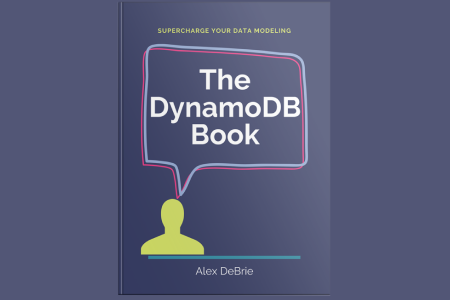 SUPERCHARGE YOUR DATA MODELING
The
DynamoDB
Book
Alex DeBrie